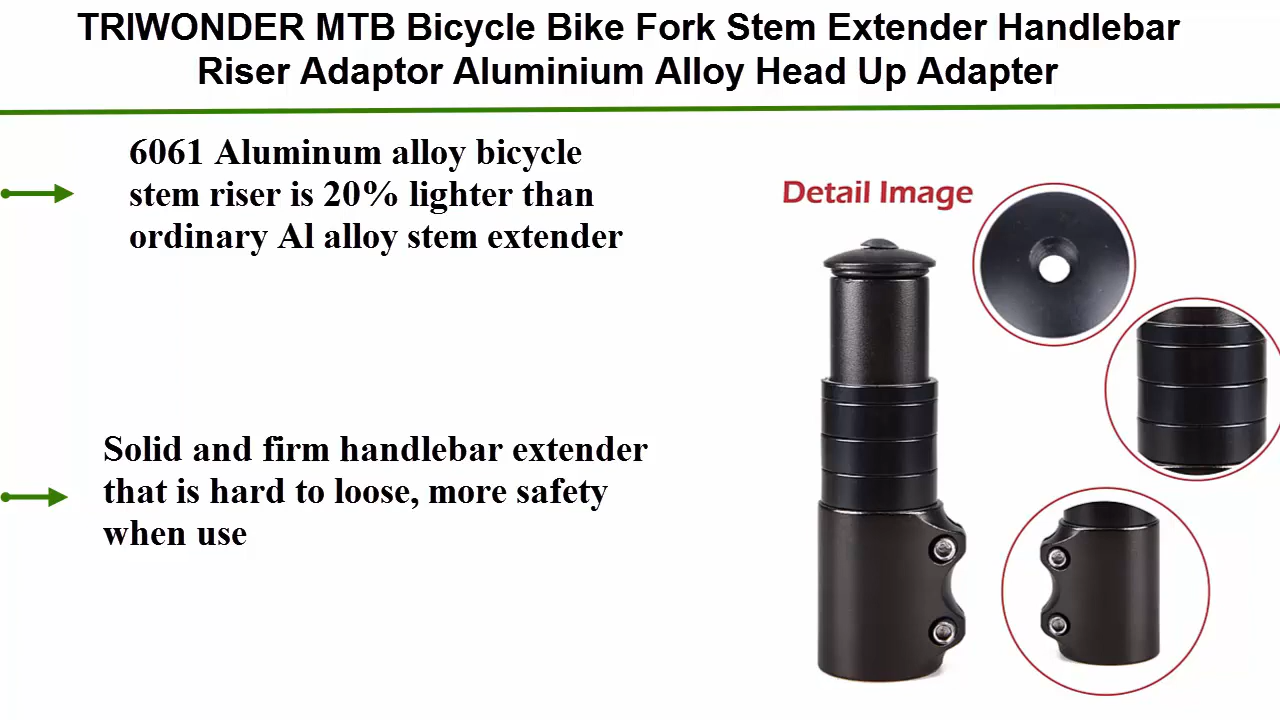 TRIWONDER MTB Bicycle Bike Fork Stem Extender Handlebar
Riser Adaptor Aluminium Alloy Head Up Adapter
6061 Aluminum alloy bicycle
stem riser is 20% lighter than
ordinary Al alloy stem extender
Detail Image
Solid and firm handlebar extender
that is hard to loose, more safety
when use